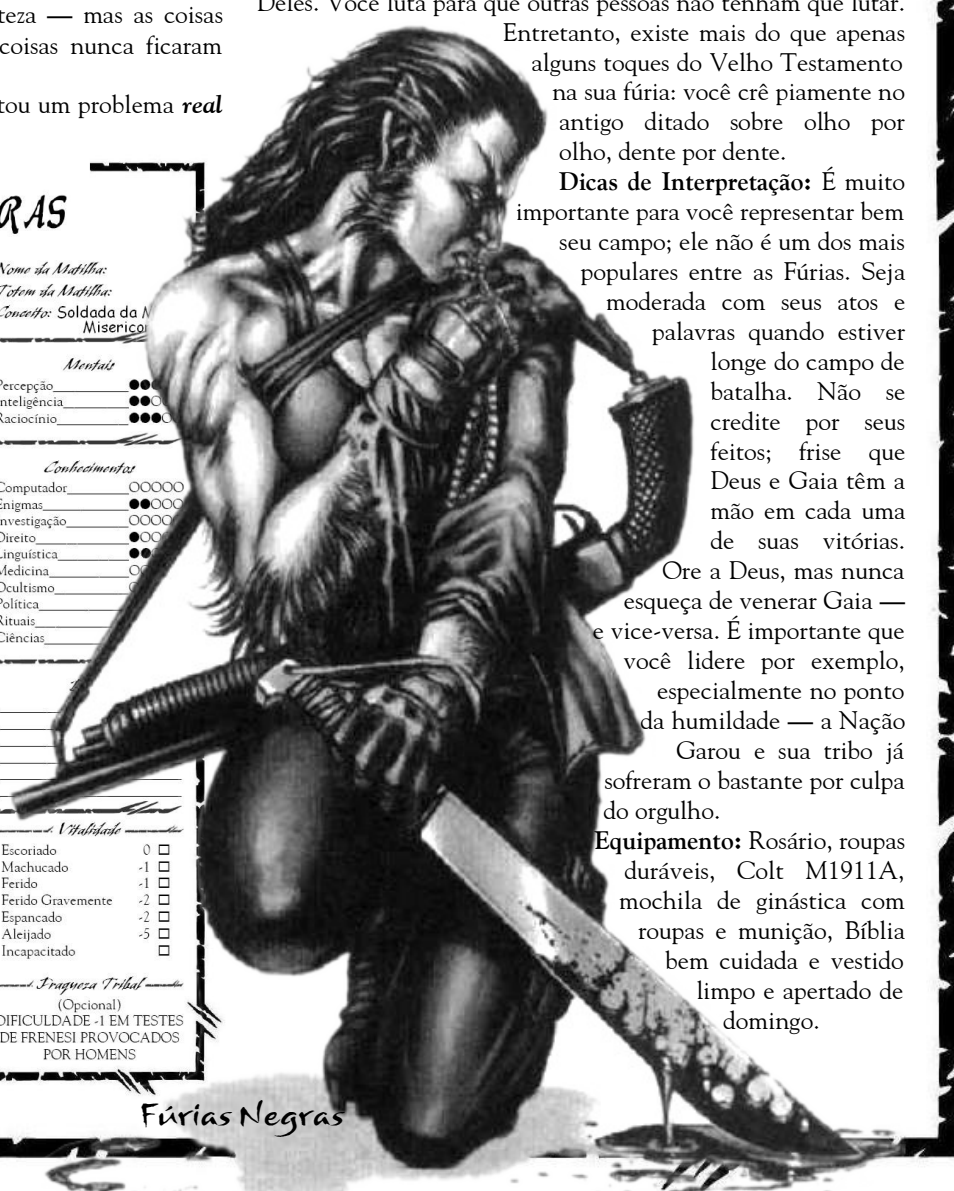 teza — mas as coisas
coisas nunca ficaram
tou um problema real
RAS
Nome da Matilha:
Totem da Matilha:
Conceito: Soldada da
Misericor
Mentais
Percepção
Inteligência
Raciocínio
Conhecimentos
Computador
Enigmas
Investigação
Direito
Linguística
Medicina
Ocultismo
Política
Rituais
Ciências
Vitalidade
Escoriado 0
Machucado -1
Ferido -1
Ferido Gravemente -2
Espancado -2
Aleijado -5
Incapacitado
Fraqueza Tribal
(Opcional)
DIFICULDADE -1 EM TESTES
DE FRENESI PROVOCADOS
POR HOMENS
Deles. Você luta para que outras pessoas não tenham que lutar.
Entretanto, existe mais do que apenas
alguns toques do Velho Testamento
na sua fúria: você crê piamente no
antigo ditado sobre olho por
olho, dente por dente.
Dicas de Interpretação: É muito
importante para você representar bem
seu campo; ele não é um dos mais
populares entre as Fúrias. Seja
moderada com seus atos e
palavras quando estiver
longe do campo de
batalha. Não se
credite por seus
feitos; frise que
Deus e Gaia têm a
mão em cada uma
de suas vitórias.
Ore a Deus, mas nunca
esqueça de venerar Gaia —
e vice-versa. É importante que
você lidere por exemplo,
especialmente no ponto
da humildade — a Nação
Garou e sua tribo já
sofreram o bastante por culpa
do orgulho.
Equipamento: Rosário, roupas
duráveis, Colt M1911A,
mochila de ginástica com
roupas e munição, Bíblia
bem cuidada e vestido
limpo e apertado de
domingo.
Fúrias Negras